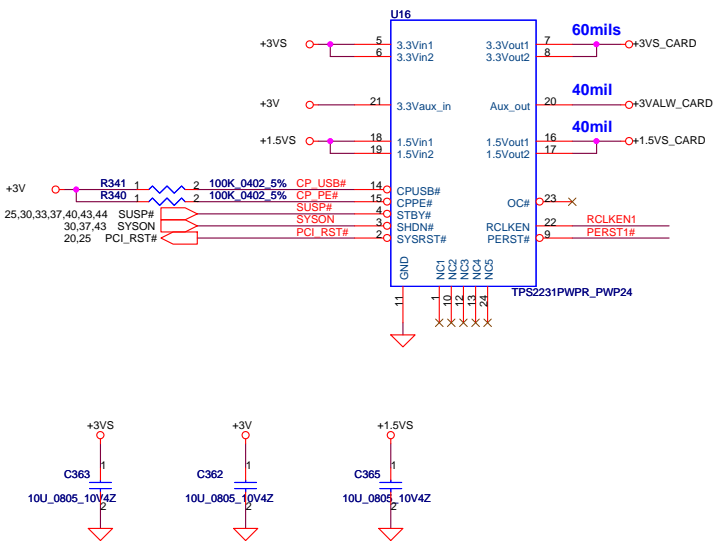 U16
60mils
+3VS 5 3.3Vin1 3.3Vout1 7 +3VS_CARD
6 3.3Vin2 3.3Vout2 8
40mil
+3V 21 3.3Vaux_in Aux_out 20 +3VALW_CARD
40mil
+1.5VS 18 1.5Vin1 1.5Vout1 16 +1.5VS_CARD
19 1.5Vin2 1.5Vout2 17
+3V R341 1 2 100K_0402_5% CP_USB# 14 CPUSB#
R340 1 2 100K_0402_5% CP_PE# 15 CPPE# OC# 23
25,30,33,37,40,43,44 SUSP# SUSP# 4 STBY#
30,37,43 SYSON SYSON 3 SHDN# RCLKEN 22 RCLKEN1
20,25 PCI_RST# PCI_RST# 2 SYSRST# PERST# 9 PERST1#
GND NC1 NC2 NC3 NC4 NC5
11 1 10 12 13 24
TPS2231PWPR_PWP24
+3VS +3V +1.5VS
1 1 1
C363 C362 C365
10U_0805_10V4Z 10U_0805_10V4Z 10U_0805_10V4Z
2 2 2